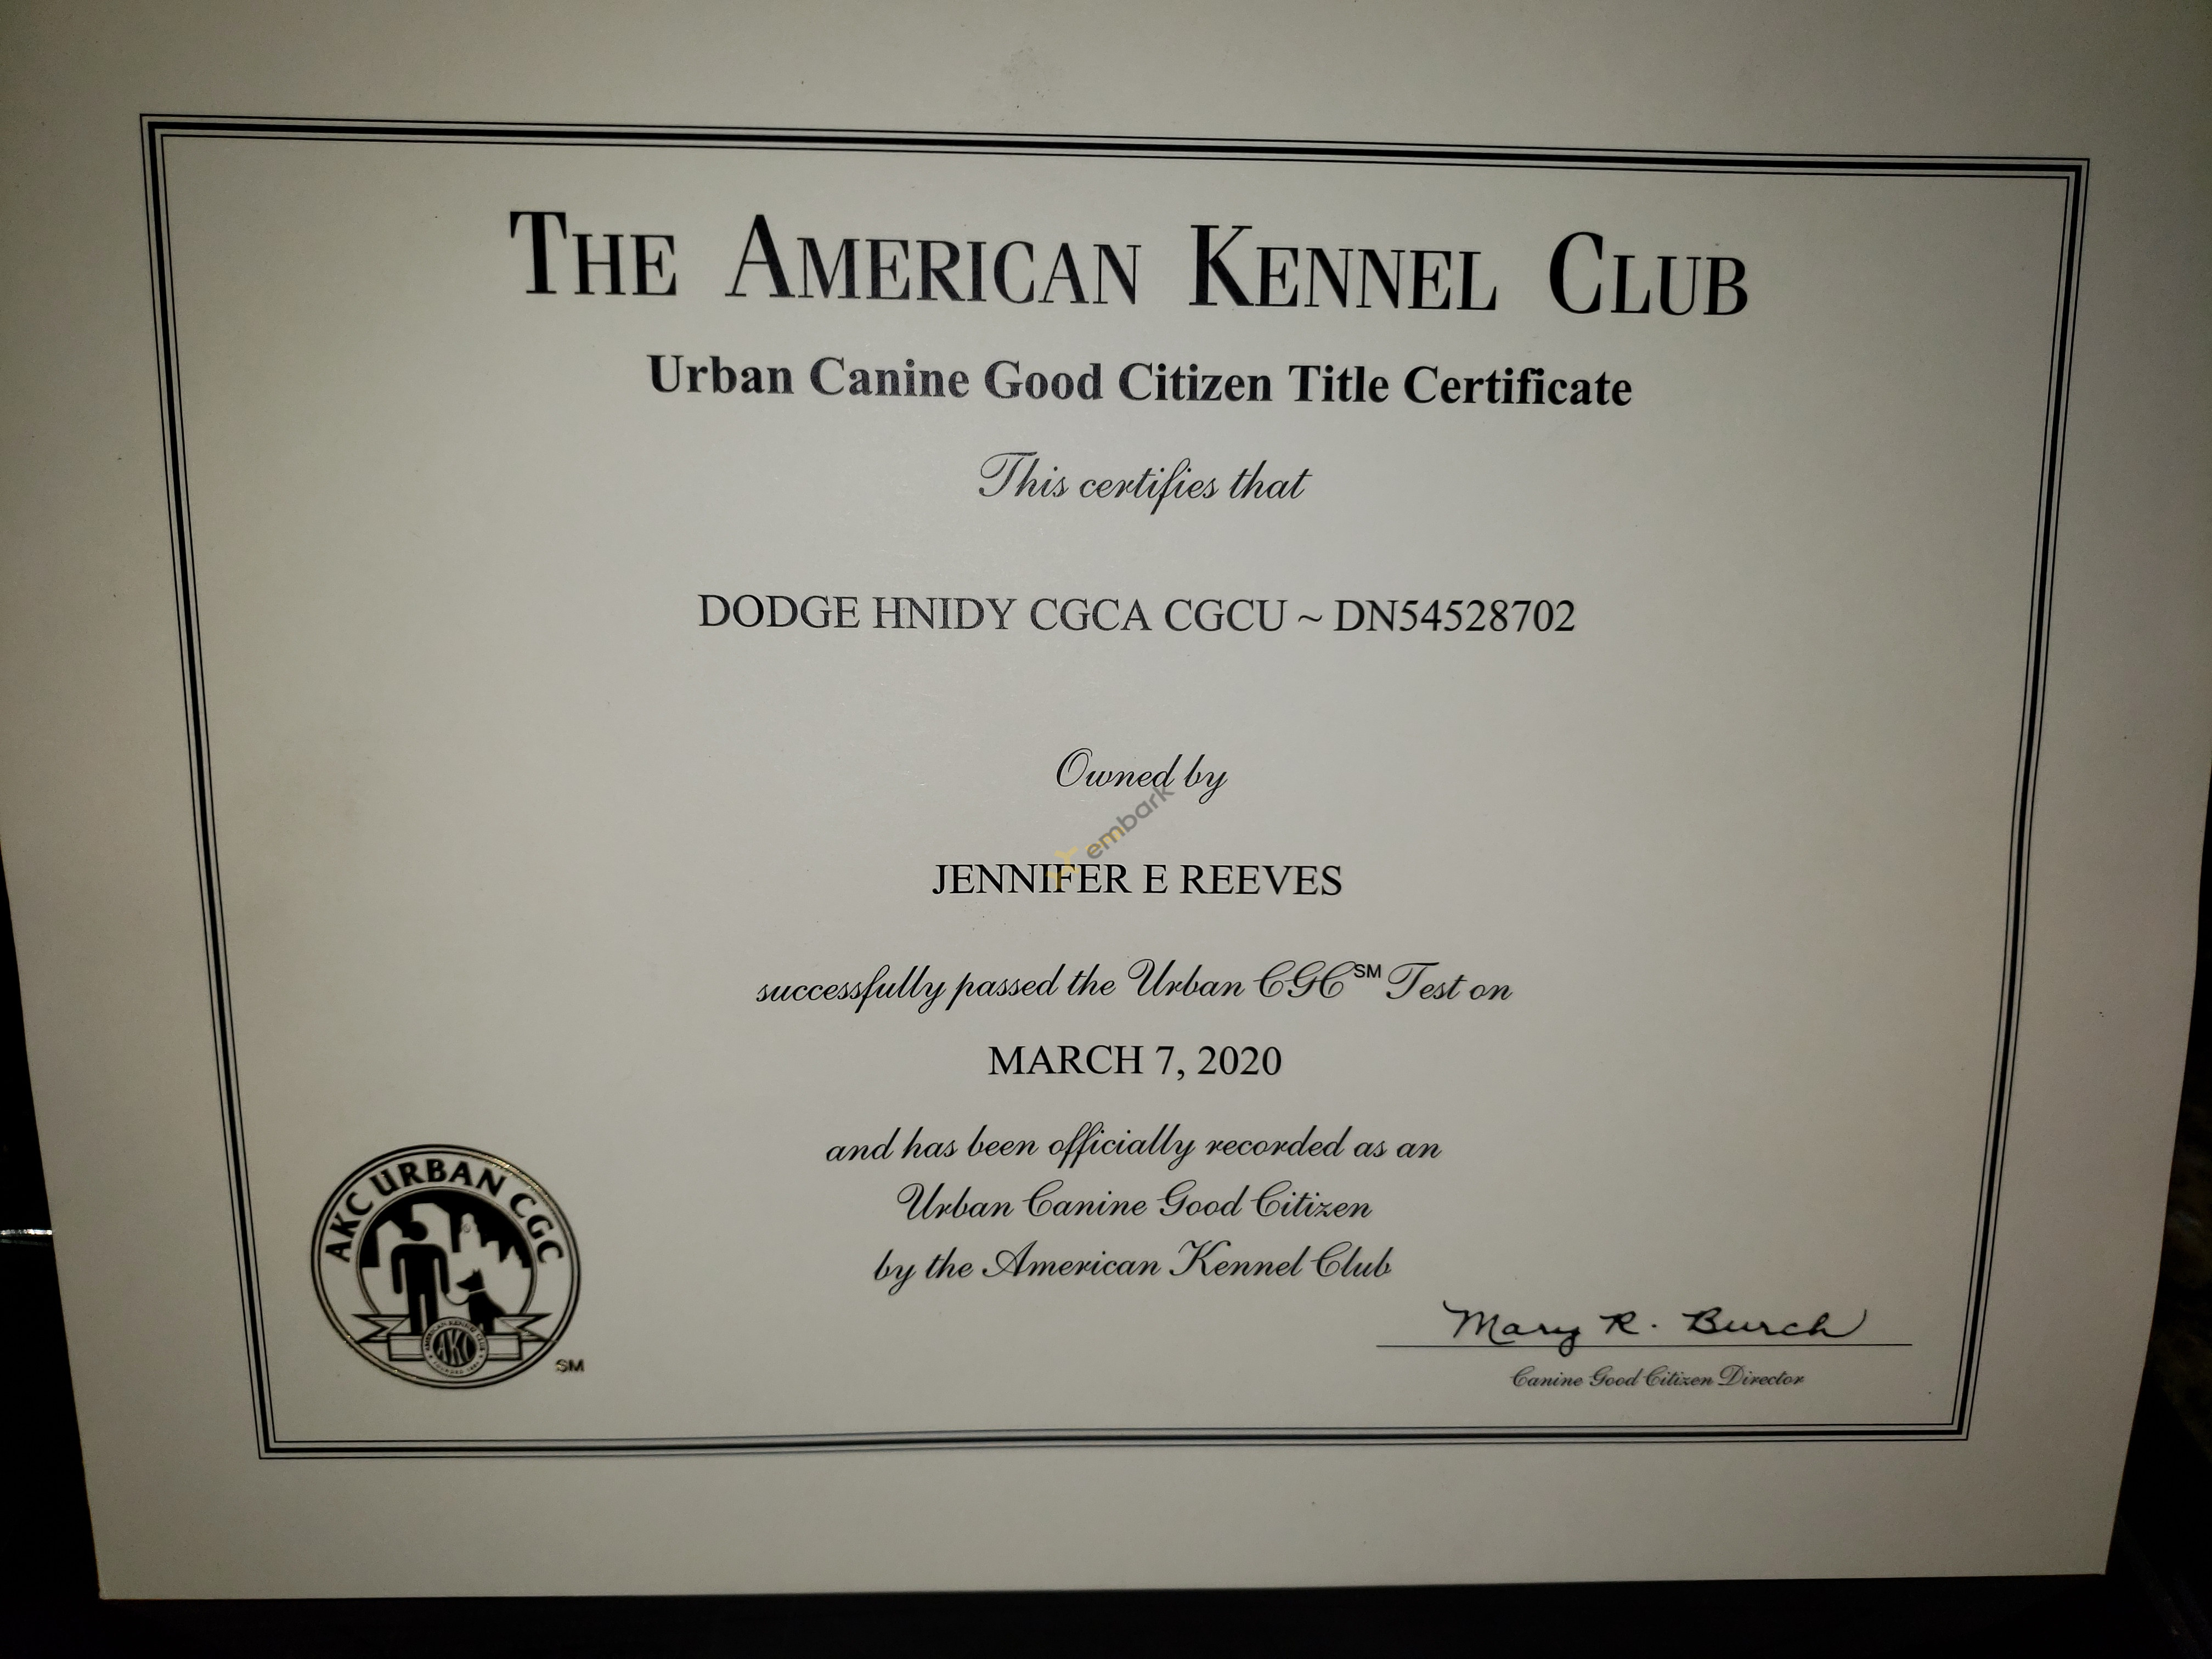 THE AMERICAN KENNEL CLUB
Urban Canine Good Citizen Title Certificate
This certifies that
DODGE HNIDY CGCA CGCU ~ DN54528702
Owned by
embark
JENNIFER E REEVES
successfully passed the Urban CGC℠ Test on
MARCH 7, 2020
and has been officially recorded as an
Urban Canine Good Citizen
by the American Kennel Club
AKC URBAN CGC
AMERICAN KENNEL CLUB
AKC
SM
Mary R. Burch
Canine Good Citizen Director